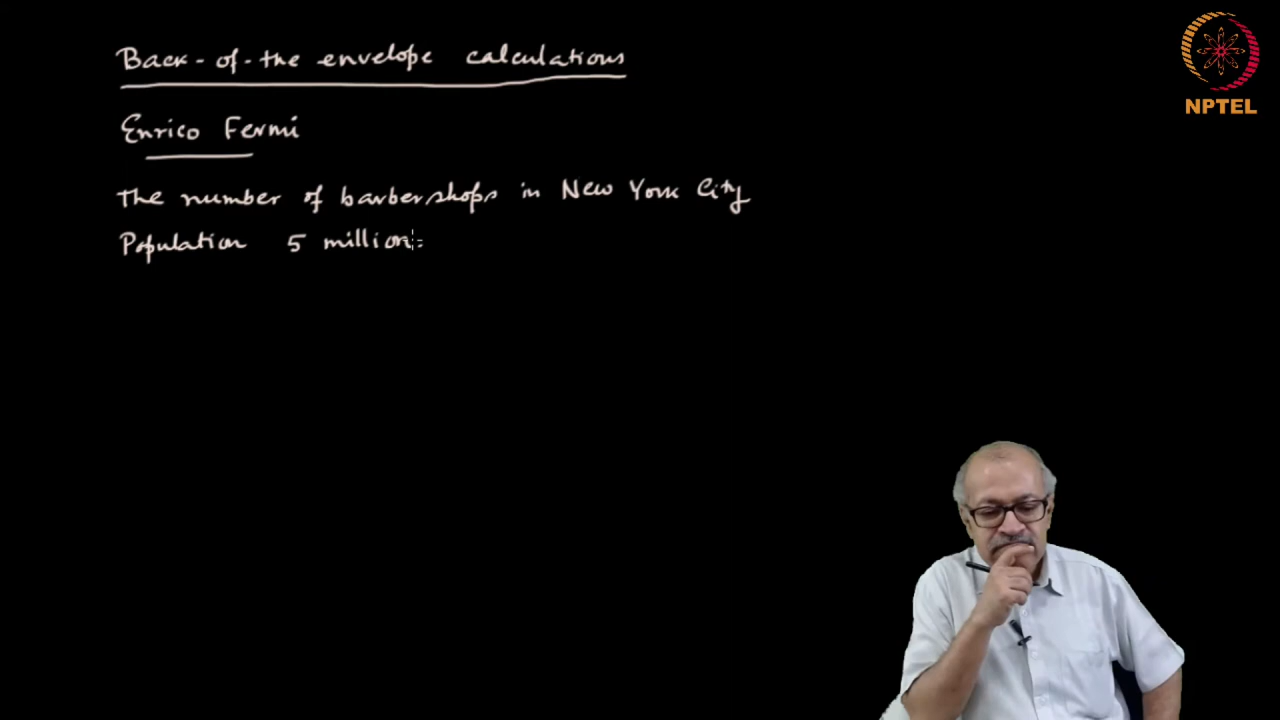 Back-of-the envelope calculations
NPTEL
Enrico Fermi
The number of barbershops in New York City
Population 5 million =